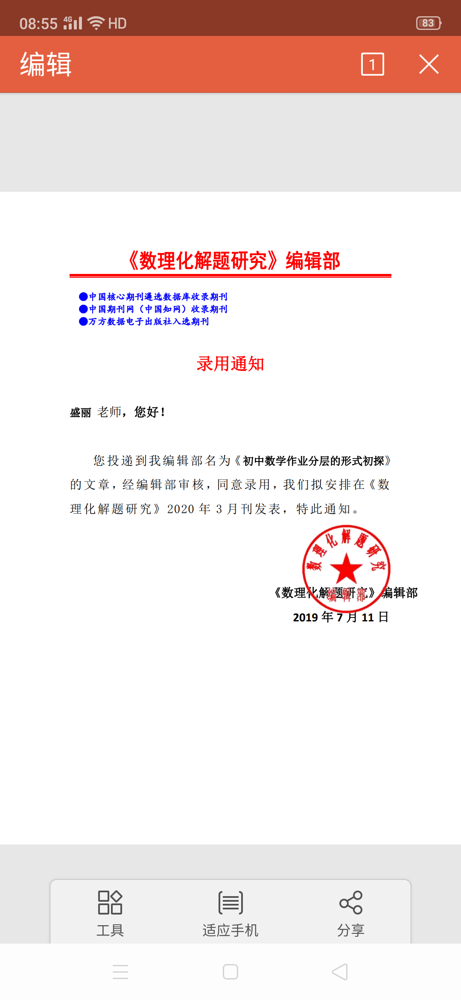 08:55 4G HD 83
编辑 1
《数理化解题研究》编辑部
●中国核心期刊遴选数据库收录期刊
●中国期刊网（中国知网）收录期刊
●万方数据电子出版社入选期刊
录用通知
盛丽 老师，您好！
您投递到我编辑部名为《初中数学作业分层的形式初探》
的文章，经编辑部审核，同意录用，我们拟安排在《数
理化解题研究》2020 年 3 月刊发表，特此通知。
数理化解题研究
编辑部
《数理化解题研究》编辑部
2019 年 7 月 11 日
工具 适应手机 分享